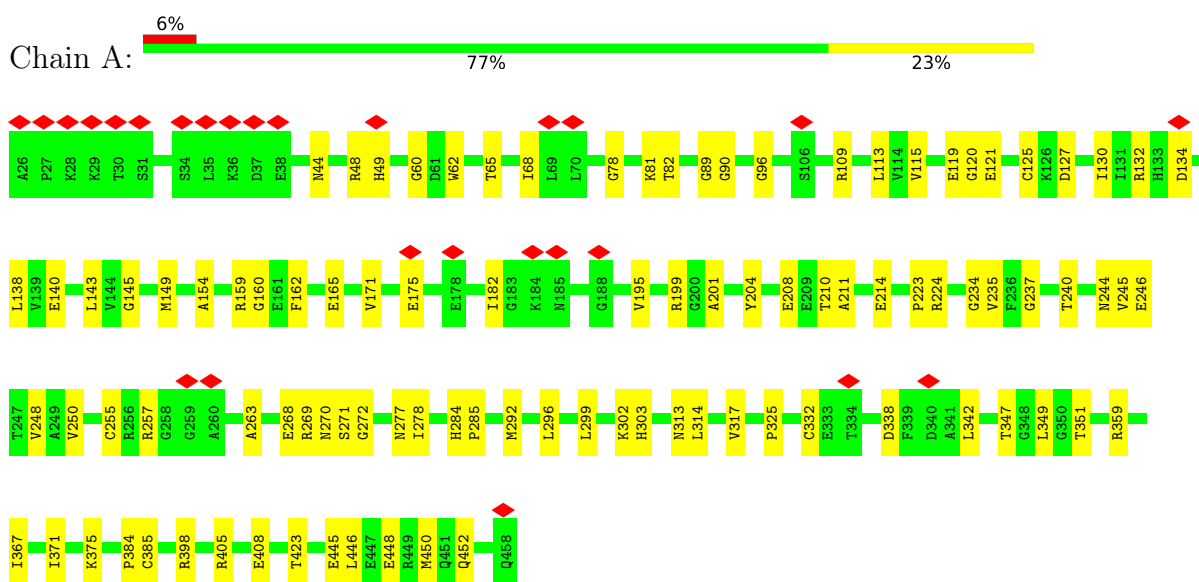 6%
Chain A:
77% 23%
A26 P27 K28 K29 T30 S31 S34 L35 K36 D37 E38 N44 R48 H49 G60 D61 W62 T65 I68 L69 L70 G78 K81 T82 G89 G90 G96 S106 R109 L113 V114 V115 E119 G120 E121 C125 K126 D127 I130 I131 R132 H133 D134
L138 V139 E140 L143 V144 G145 M149 A154 R159 G160 E161 F162 E165 V171 E175 E178 I182 G183 K184 N185 G188 V195 R199 G200 A201 Y204 E208 E209 T210 A211 E214 P223 R224 G234 V235 F236 G237 T240 N244 V245 E246
T247 V248 A249 V250 C255 R256 R257 G258 G259 A260 A263 E268 R269 N270 S271 G272 N277 I278 H284 P285 M292 L296 L299 K302 H303 N313 L314 V317 P325 C332 E333 T334 D338 F339 D340 A341 L342 T347 G348 L349 G350 T351 R359
I367 I371 K375 P384 C385 R398 R405 E408 T423 E445 L446 E447 E448 R449 M450 Q451 Q452 Q458